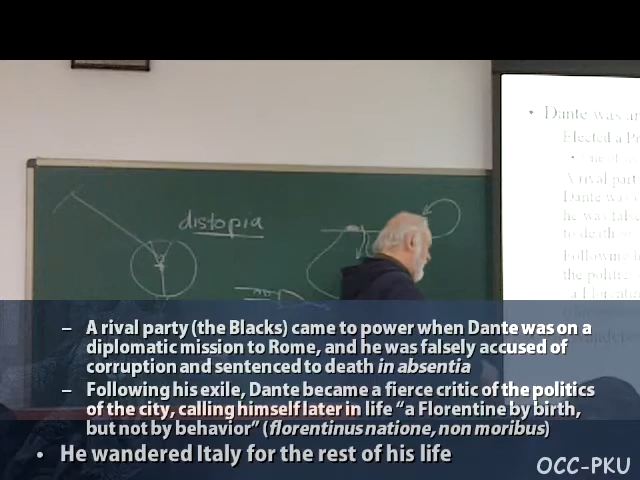 • Dante was an
Elected a Pr
A rival part
Dante was
he was false
to death
Following h
the politi
distopia
– A rival party (the Blacks) came to power when Dante was on a
diplomatic mission to Rome, and he was falsely accused of
corruption and sentenced to death in absentia
– Following his exile, Dante became a fierce critic of the politics
of the city, calling himself later in life “a Florentine by birth,
but not by behavior” (florentinus natione, non moribus)
• He wandered Italy for the rest of his life
OCC-PKU